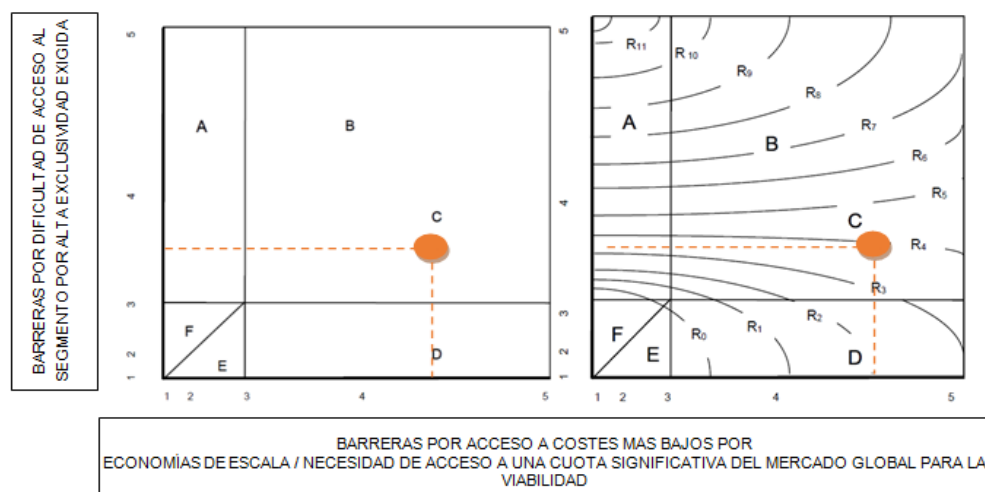 BARRERAS POR DIFICULTAD DE ACCESO AL
SEGMENTO POR ALTA EXCLUSIVIDAD EXIGIDA
5
4
3
2
1
A
B
C
F
E
D
1 2 3 4 5
5
4
3
2
1
R11
R10
R9
R8
R7
R6
R5
R4
R3
R2
R1
R0
A
B
C
F
E
D
1 2 3 4 5
BARRERAS POR ACCESO A COSTES MAS BAJOS POR
ECONOMÌAS DE ESCALA / NECESIDAD DE ACCESO A UNA CUOTA SIGNIFICATIVA DEL MERCADO GLOBAL PARA LA
VIABILIDAD